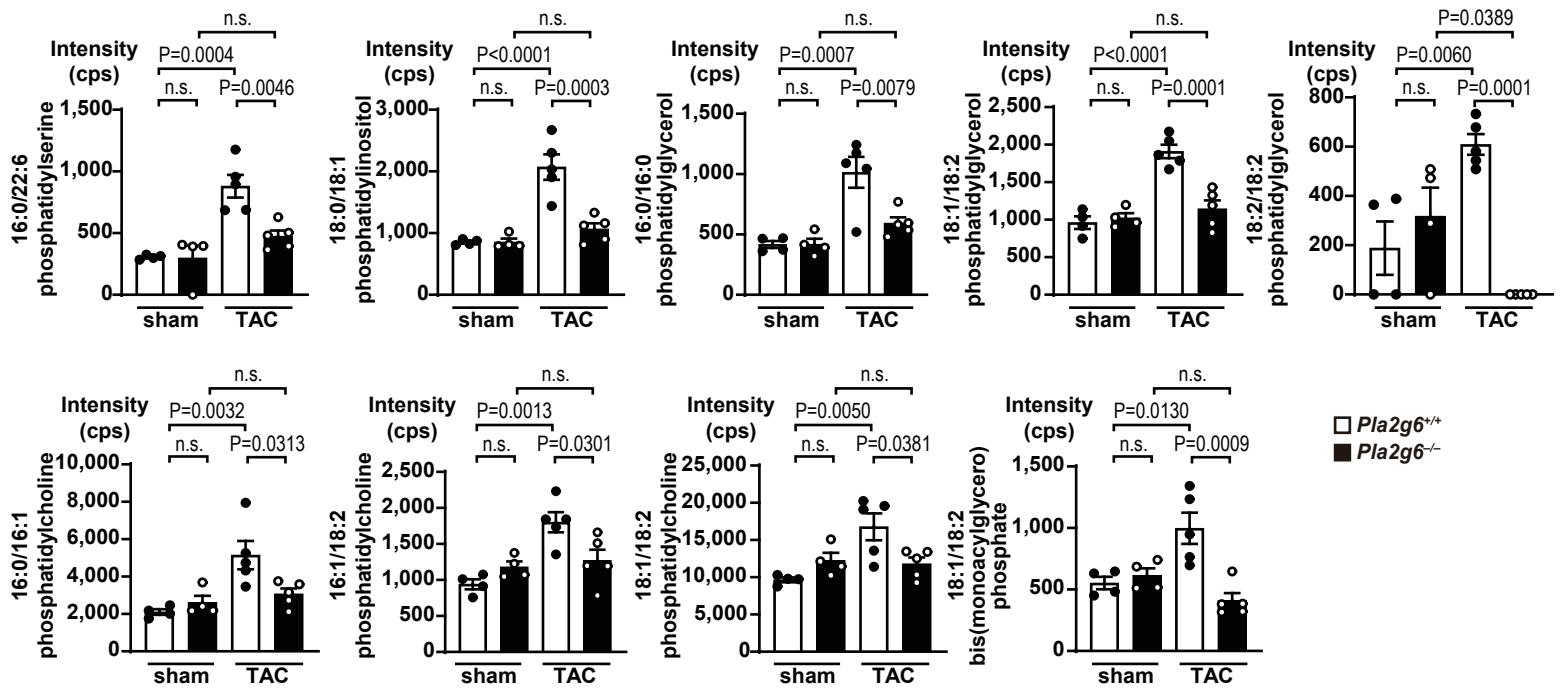 n.s.
Intensity
(cps)
P=0.0004
n.s.
P=0.0046
1,500
1,000
500
0
16:0/22:6
phosphatidylserine
sham
TAC
n.s.
Intensity
(cps)
P<0.0001
n.s.
P=0.0003
3,000
2,000
1,000
0
18:0/18:1
phosphatidylinositol
sham
TAC
n.s.
Intensity
(cps)
P=0.0007
n.s.
P=0.0079
1,500
1,000
500
0
16:0/16:0
phosphatidylglycerol
sham
TAC
n.s.
Intensity
(cps)
P<0.0001
n.s.
P=0.0001
2,500
2,000
1,500
1,000
500
0
18:1/18:2
phosphatidylglycerol
sham
TAC
P=0.0389
Intensity
(cps)
P=0.0060
n.s.
P=0.0001
800
600
400
200
0
18:2/18:2
phosphatidylglycerol
sham
TAC
n.s.
Intensity
(cps)
P=0.0032
n.s.
P=0.0313
10,000
8,000
6,000
4,000
2,000
0
16:0/16:1
phosphatidylcholine
sham
TAC
n.s.
Intensity
(cps)
P=0.0013
n.s.
P=0.0301
2,500
2,000
1,500
1,000
500
0
16:1/18:2
phosphatidylcholine
sham
TAC
n.s.
Intensity
(cps)
P=0.0050
n.s.
P=0.0381
25,000
20,000
15,000
10,000
5,000
0
18:1/18:2
phosphatidylcholine
sham
TAC
n.s.
Intensity
(cps)
P=0.0130
n.s.
P=0.0009
1,500
1,000
500
0
18:1/18:2
bis(monoacylglycero)
phosphate
sham
TAC
Pla2g6+/+
Pla2g6−/−